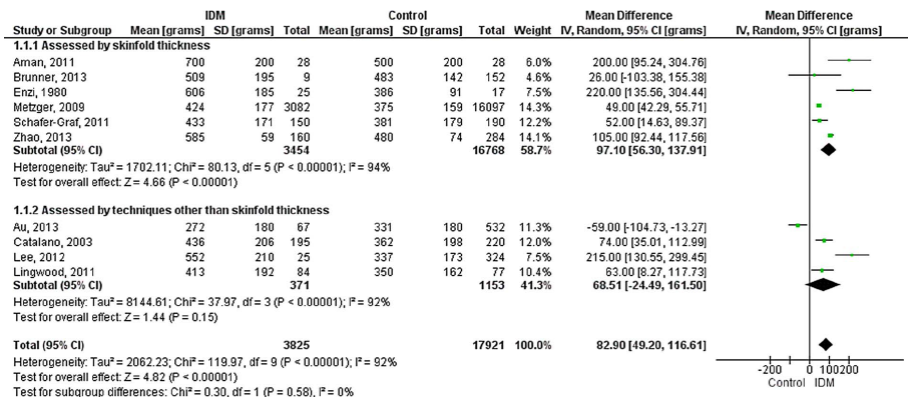 IDM Control Mean Difference Mean Difference
Study or Subgroup Mean [grams] SD [grams] Total Mean [grams] SD [grams] Total Weight IV, Random, 95% CI [grams] IV, Random, 95% CI [grams]
1.1.1 Assessed by skinfold thickness
Aman, 2011 700 200 28 500 200 28 6.0% 200.00 [95.24, 304.76]
Brunner, 2013 509 195 9 483 142 152 4.4% 26.00 [-103.38, 155.38]
Enzi, 1980 606 185 25 386 91 17 7.5% 220.00 [135.56, 304.44]
Metzger, 2009 424 177 3082 375 159 16097 14.3% 49.00 [42.29, 55.71]
Schafer-Graf, 2011 433 171 150 381 179 190 12.2% 52.00 [14.63, 89.37]
Zhao, 2013 585 59 160 480 74 284 14.1% 105.00 [92.44, 117.56]
Subtotal (95% CI) 3454 16768 58.7% 97.10 [56.30, 137.91]
Heterogeneity: Tau² = 1702.11; Chi² = 80.13, df = 5 (P < 0.00001); I² = 94%
Test for overall effect: Z = 4.66 (P < 0.00001)
1.1.2 Assessed by techniques other than skinfold thickness
Au, 2013 272 180 67 331 180 532 11.3% -59.00 [-104.73, -13.27]
Catalano, 2003 436 206 195 362 198 220 12.0% 74.00 [35.01, 112.99]
Lee, 2012 552 210 25 337 173 324 7.5% 215.00 [130.55, 299.45]
Lingwood, 2011 413 192 84 350 162 77 10.4% 63.00 [8.27, 117.73]
Subtotal (95% CI) 371 1153 41.3% 68.51 [-24.49, 161.50]
Heterogeneity: Tau² = 8144.61; Chi² = 37.97, df = 3 (P < 0.00001); I² = 92%
Test for overall effect: Z = 1.44 (P = 0.15)
Total (95% CI) 3825 17921 100.0% 82.90 [49.20, 116.61]
Heterogeneity: Tau² = 2062.23; Chi² = 119.97, df = 9 (P < 0.00001); I² = 92%
Test for overall effect: Z = 4.82 (P < 0.00001)
Test for subgroup differences: Chi² = 0.30, df = 1 (P = 0.58), I² = 0%
-200 0 100 200
Control IDM